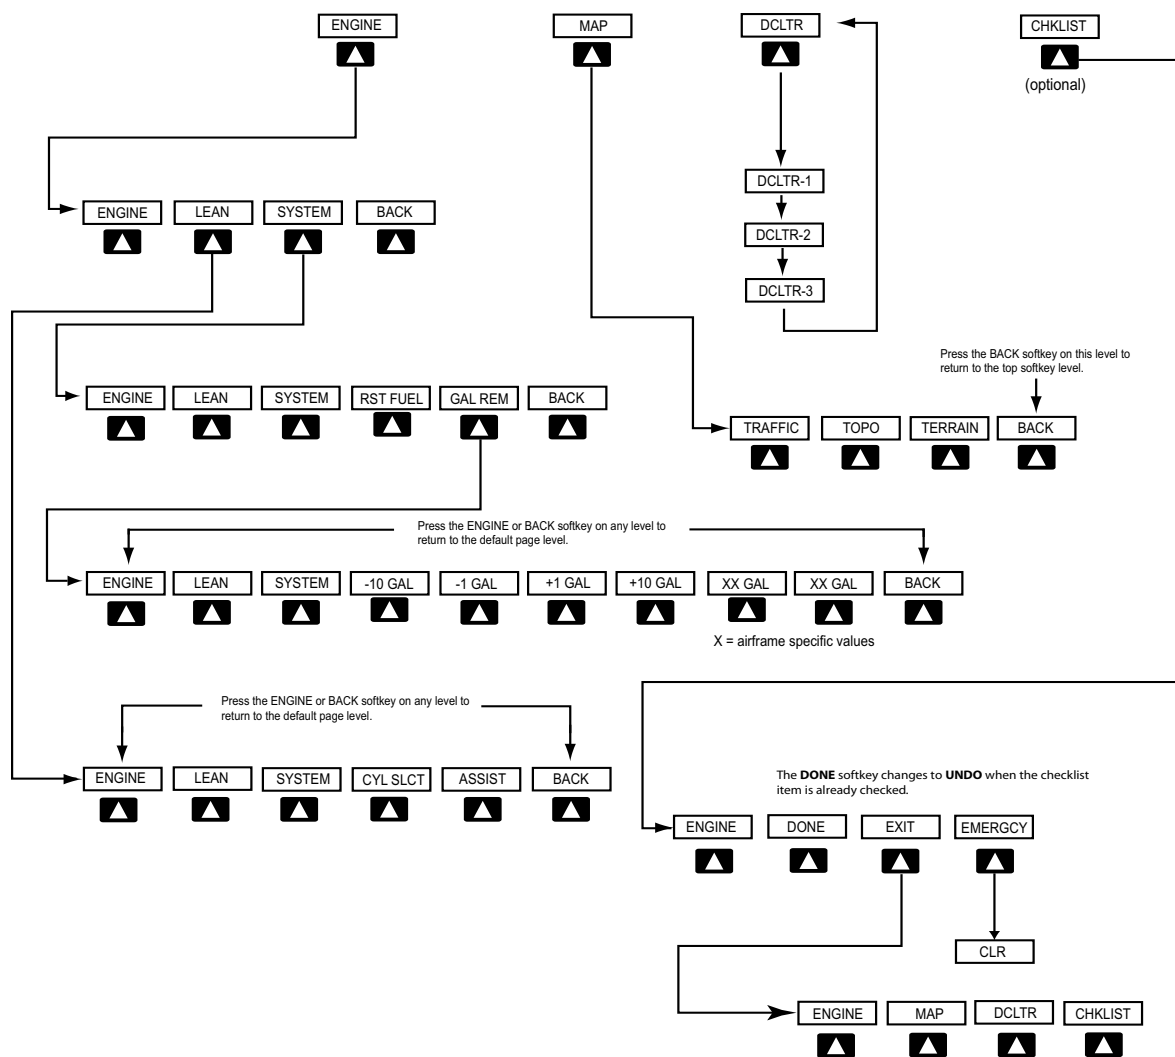 ENGINE
MAP
DCLTR
CHKLIST
(optional)
DCLTR-1
ENGINE
LEAN
SYSTEM
BACK
DCLTR-2
DCLTR-3
Press the BACK softkey on this level to
return to the top softkey level.
ENGINE
LEAN
SYSTEM
RST FUEL
GAL REM
BACK
TRAFFIC
TOPO
TERRAIN
BACK
Press the ENGINE or BACK softkey on any level to
return to the default page level.
ENGINE
LEAN
SYSTEM
-10 GAL
-1 GAL
+1 GAL
+10 GAL
XX GAL
XX GAL
BACK
X = airframe specific values
Press the ENGINE or BACK softkey on any level to
return to the default page level.
ENGINE
LEAN
SYSTEM
CYL SLCT
ASSIST
BACK
The DONE softkey changes to UNDO when the checklist
item is already checked.
ENGINE
DONE
EXIT
EMERGCY
CLR
ENGINE
MAP
DCLTR
CHKLIST